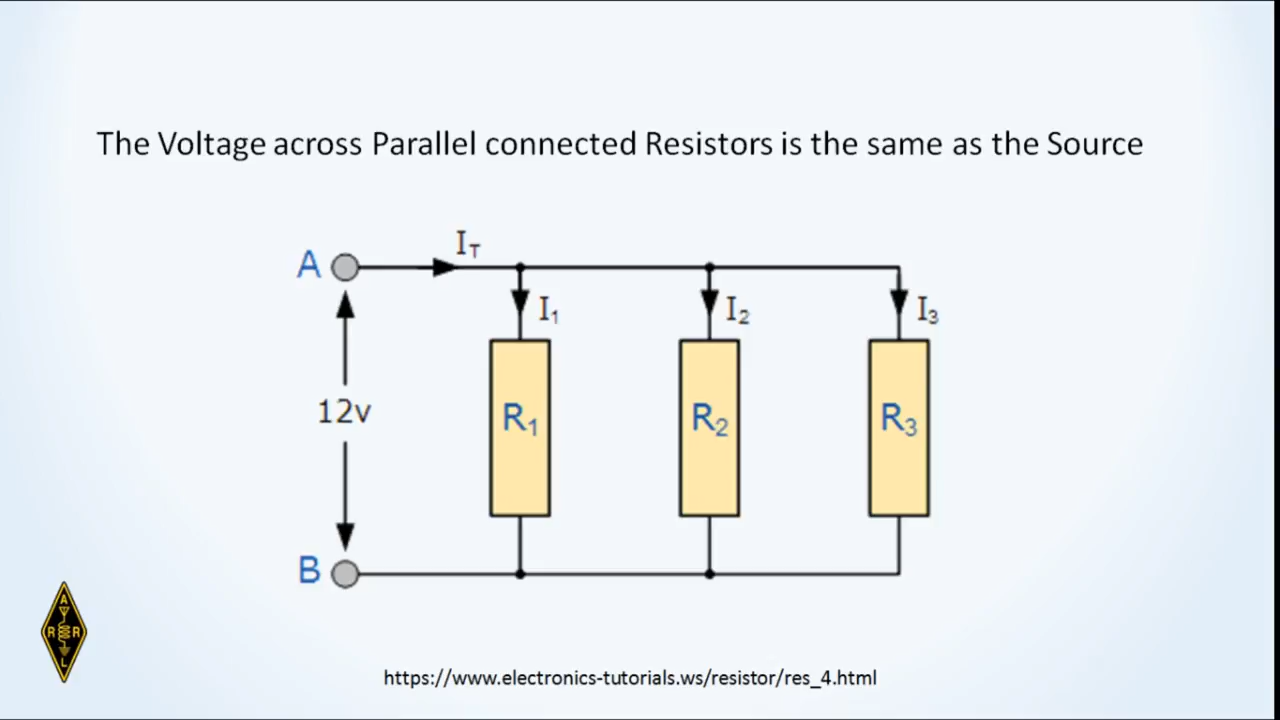 The Voltage across Parallel connected Resistors is the same as the Source
A
I_T
I₁
I₂
I₃
12v
R₁
R₂
R₃
B
A
R R
L
https://www.electronics-tutorials.ws/resistor/res_4.html